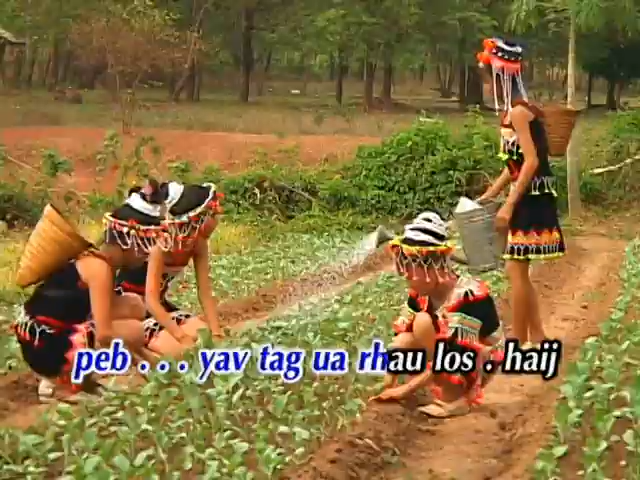 peb . . . yav tag ua rhau los . haij